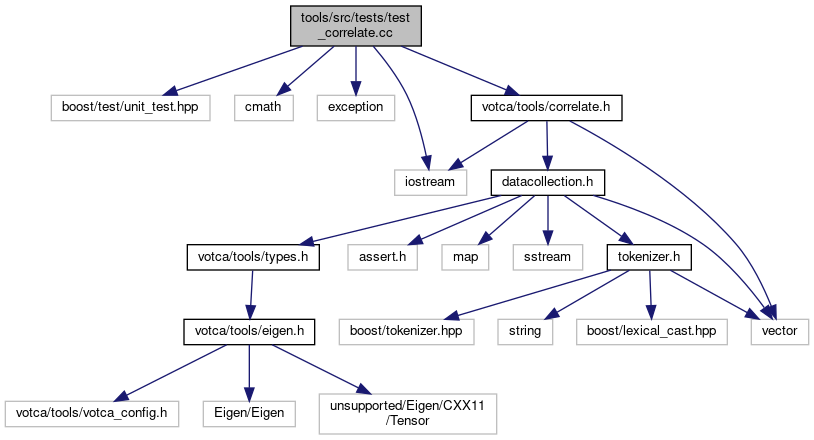 tools/src/tests/test
_correlate.cc
boost/test/unit_test.hpp
cmath
exception
votca/tools/correlate.h
iostream
datacollection.h
votca/tools/types.h
assert.h
map
sstream
tokenizer.h
votca/tools/eigen.h
boost/tokenizer.hpp
string
boost/lexical_cast.hpp
vector
votca/tools/votca_config.h
Eigen/Eigen
unsupported/Eigen/CXX11
/Tensor